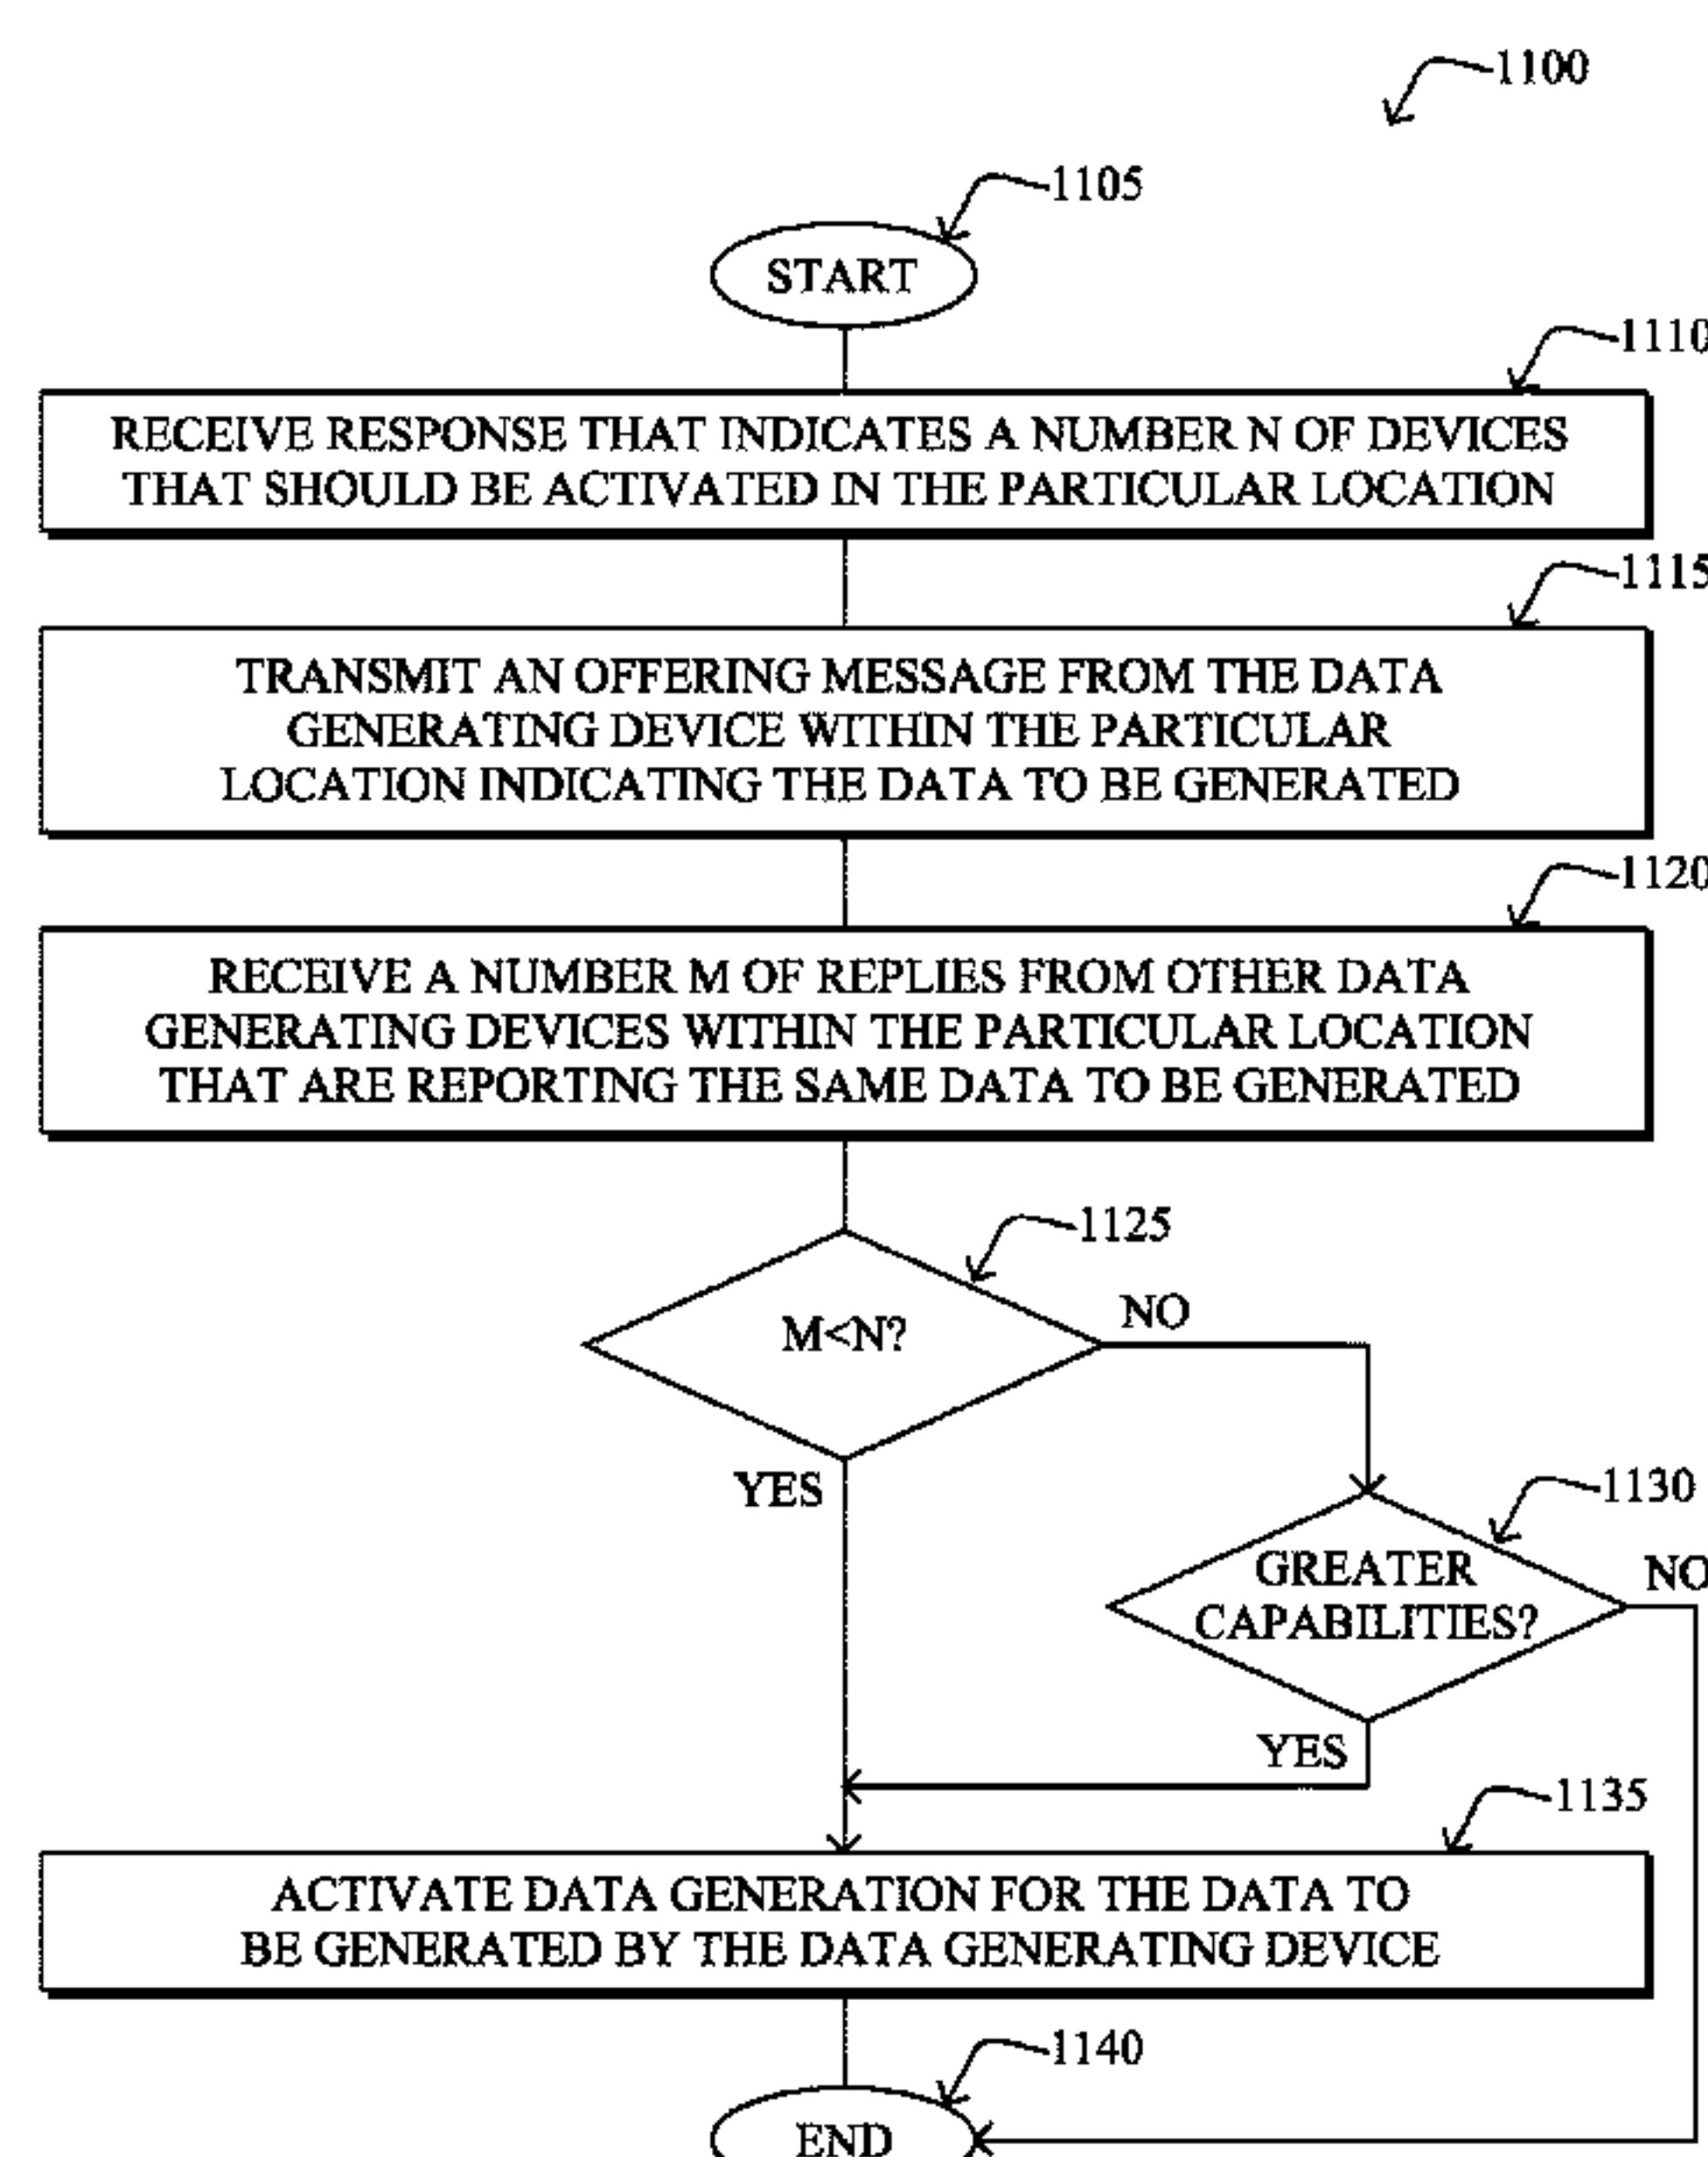 1100
1105
START
1110
RECEIVE RESPONSE THAT INDICATES A NUMBER N OF DEVICES
THAT SHOULD BE ACTIVATED IN THE PARTICULAR LOCATION
1115
TRANSMIT AN OFFERING MESSAGE FROM THE DATA
GENERATING DEVICE WITHIN THE PARTICULAR
LOCATION INDICATING THE DATA TO BE GENERATED
1120
RECEIVE A NUMBER M OF REPLIES FROM OTHER DATA
GENERATING DEVICES WITHIN THE PARTICULAR LOCATION
THAT ARE REPORTING THE SAME DATA TO BE GENERATED
1125
M<N?
NO
YES
1130
GREATER
CAPABILITIES?
NO
YES
1135
ACTIVATE DATA GENERATION FOR THE DATA TO
BE GENERATED BY THE DATA GENERATING DEVICE
1140
END